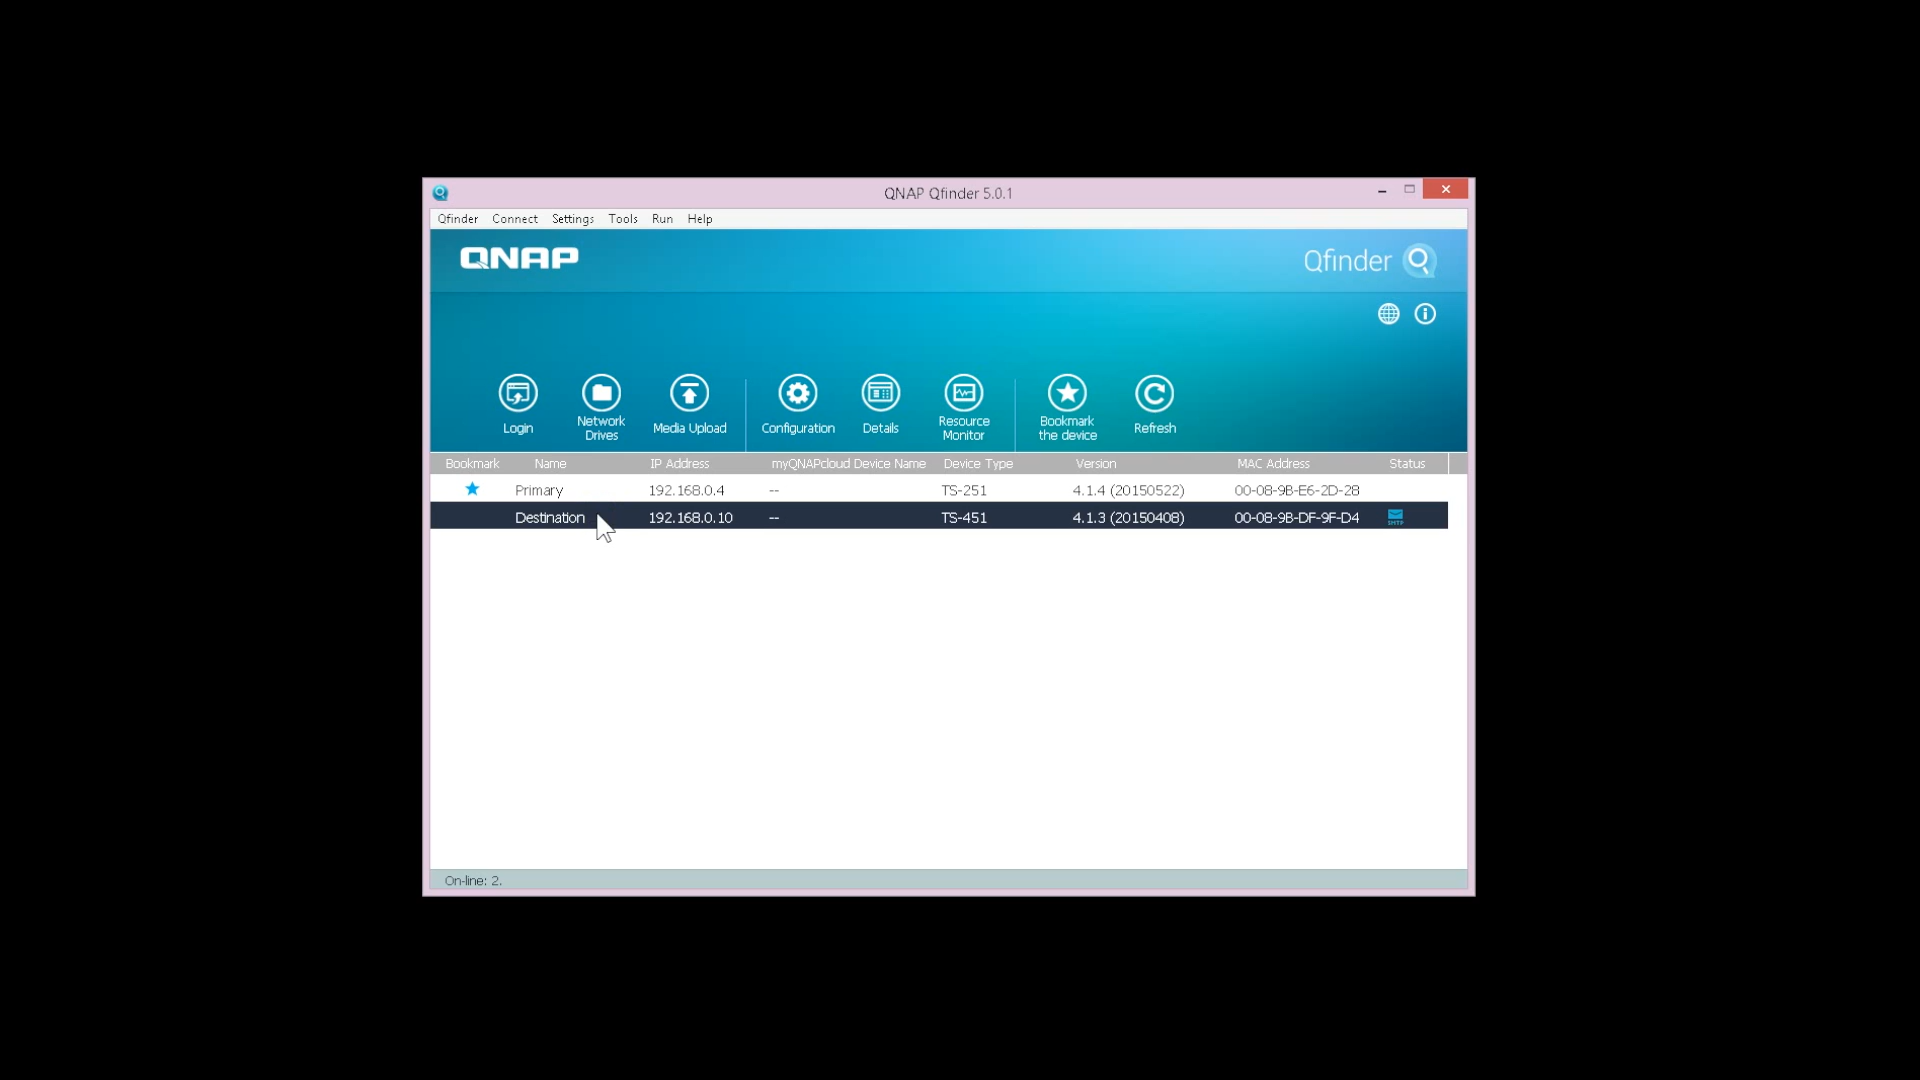 QNAP Qfinder 5.0.1
Qfinder Connect Settings Tools Run Help
QNAP
Qfinder
Login
Network
Drives
Media Upload
Configuration
Details
Resource
Monitor
Bookmark
the device
Refresh
Bookmark Name IP Address myQNAPcloud Device Name Device Type Version MAC Address Status
Primary 192.168.0.4 -- TS-251 4.1.4 (20150522) 00-08-9B-E6-2D-28
Destination 192.168.0.10 -- TS-451 4.1.3 (20150408) 00-08-9B-DF-9F-D4 SMTP
On-line: 2.